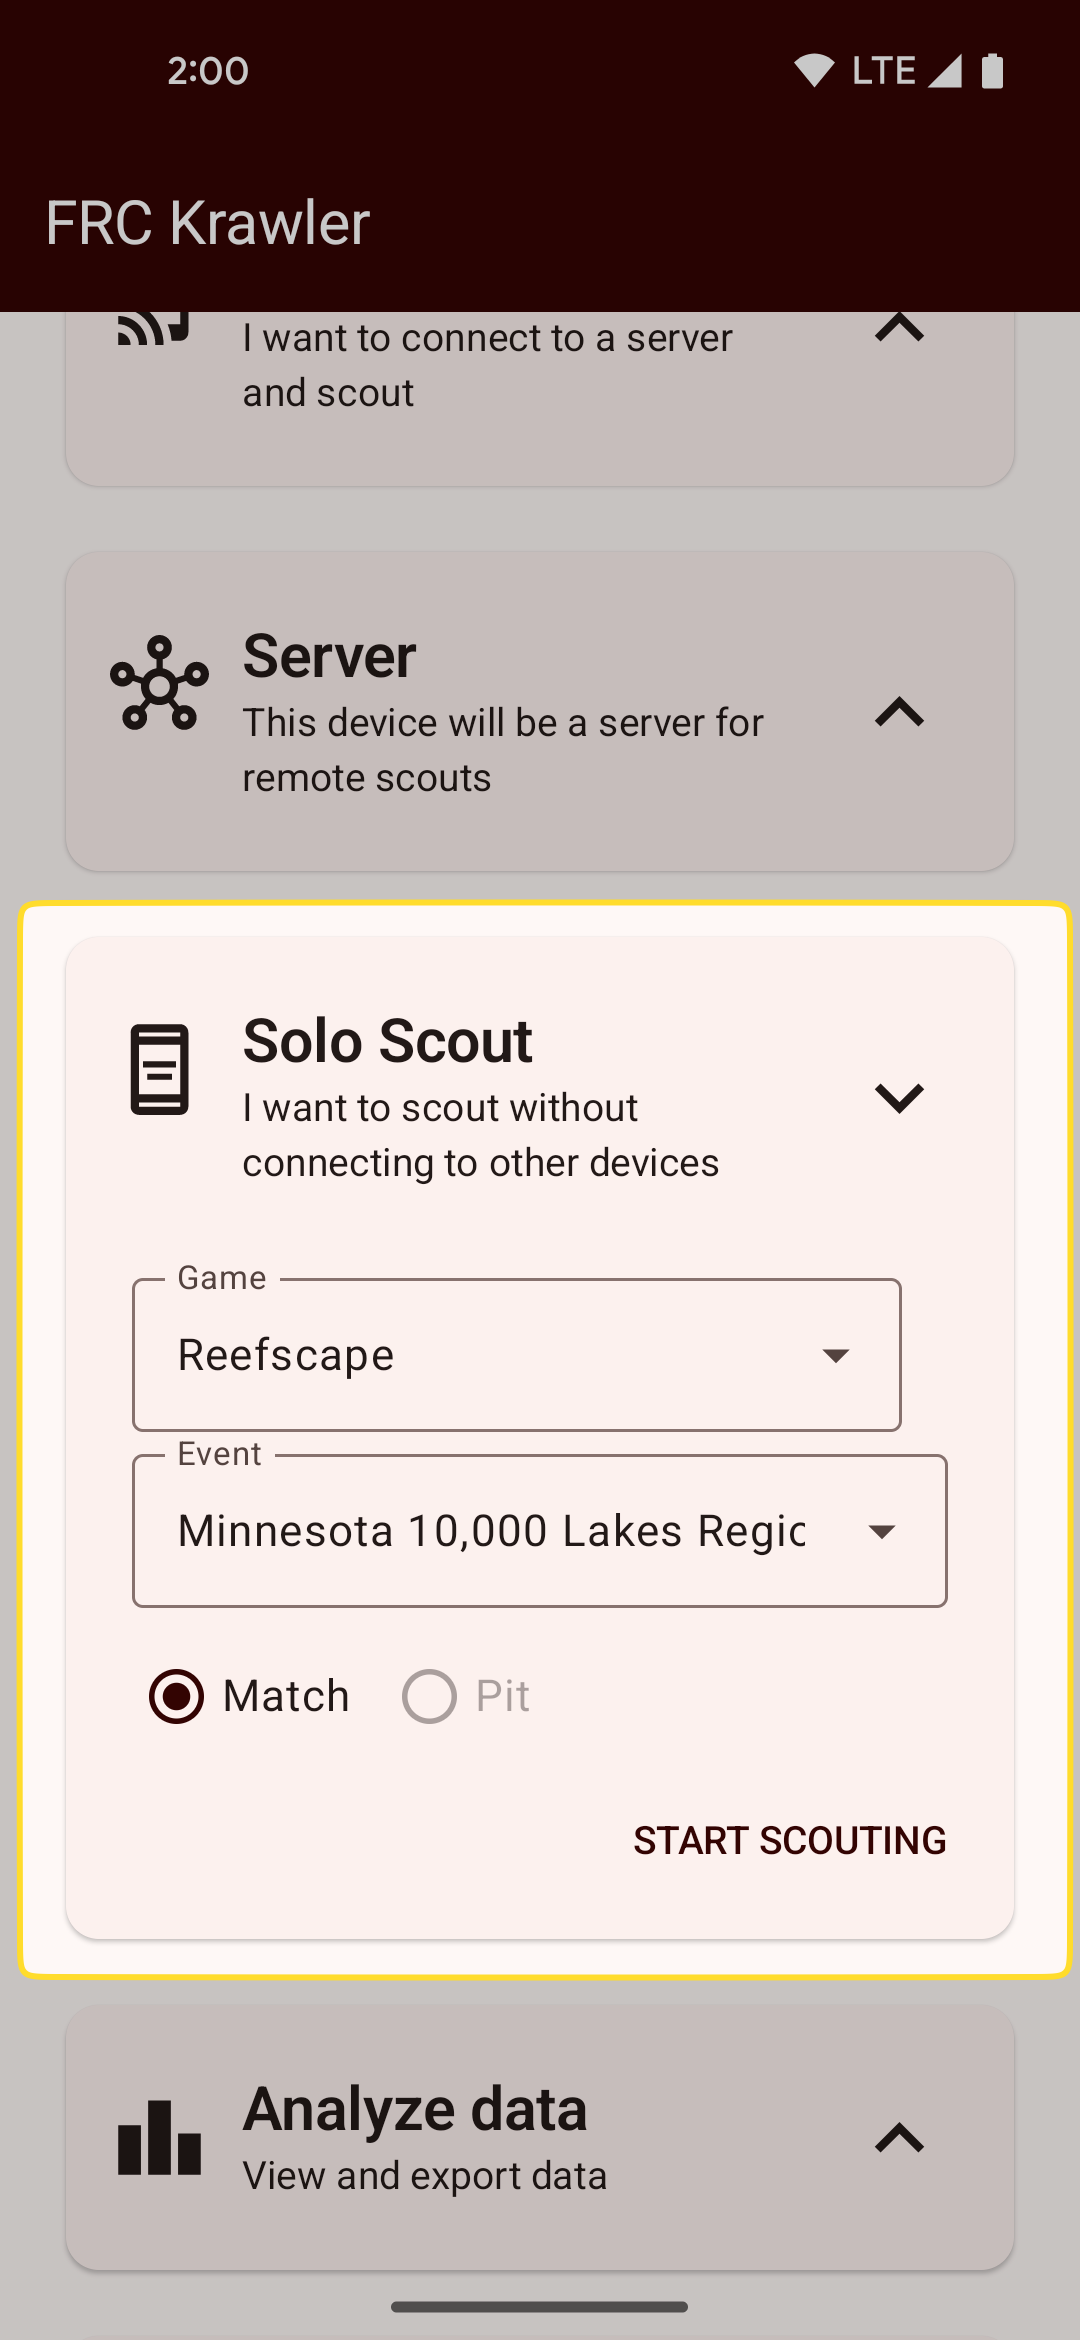 2:00
LTE
FRC Krawler
I want to connect to a server
and scout
Server
This device will be a server for
remote scouts
Solo Scout
I want to scout without
connecting to other devices
Game
Reefscape
Event
Minnesota 10,000 Lakes Regic
Match
Pit
START SCOUTING
Analyze data
View and export data